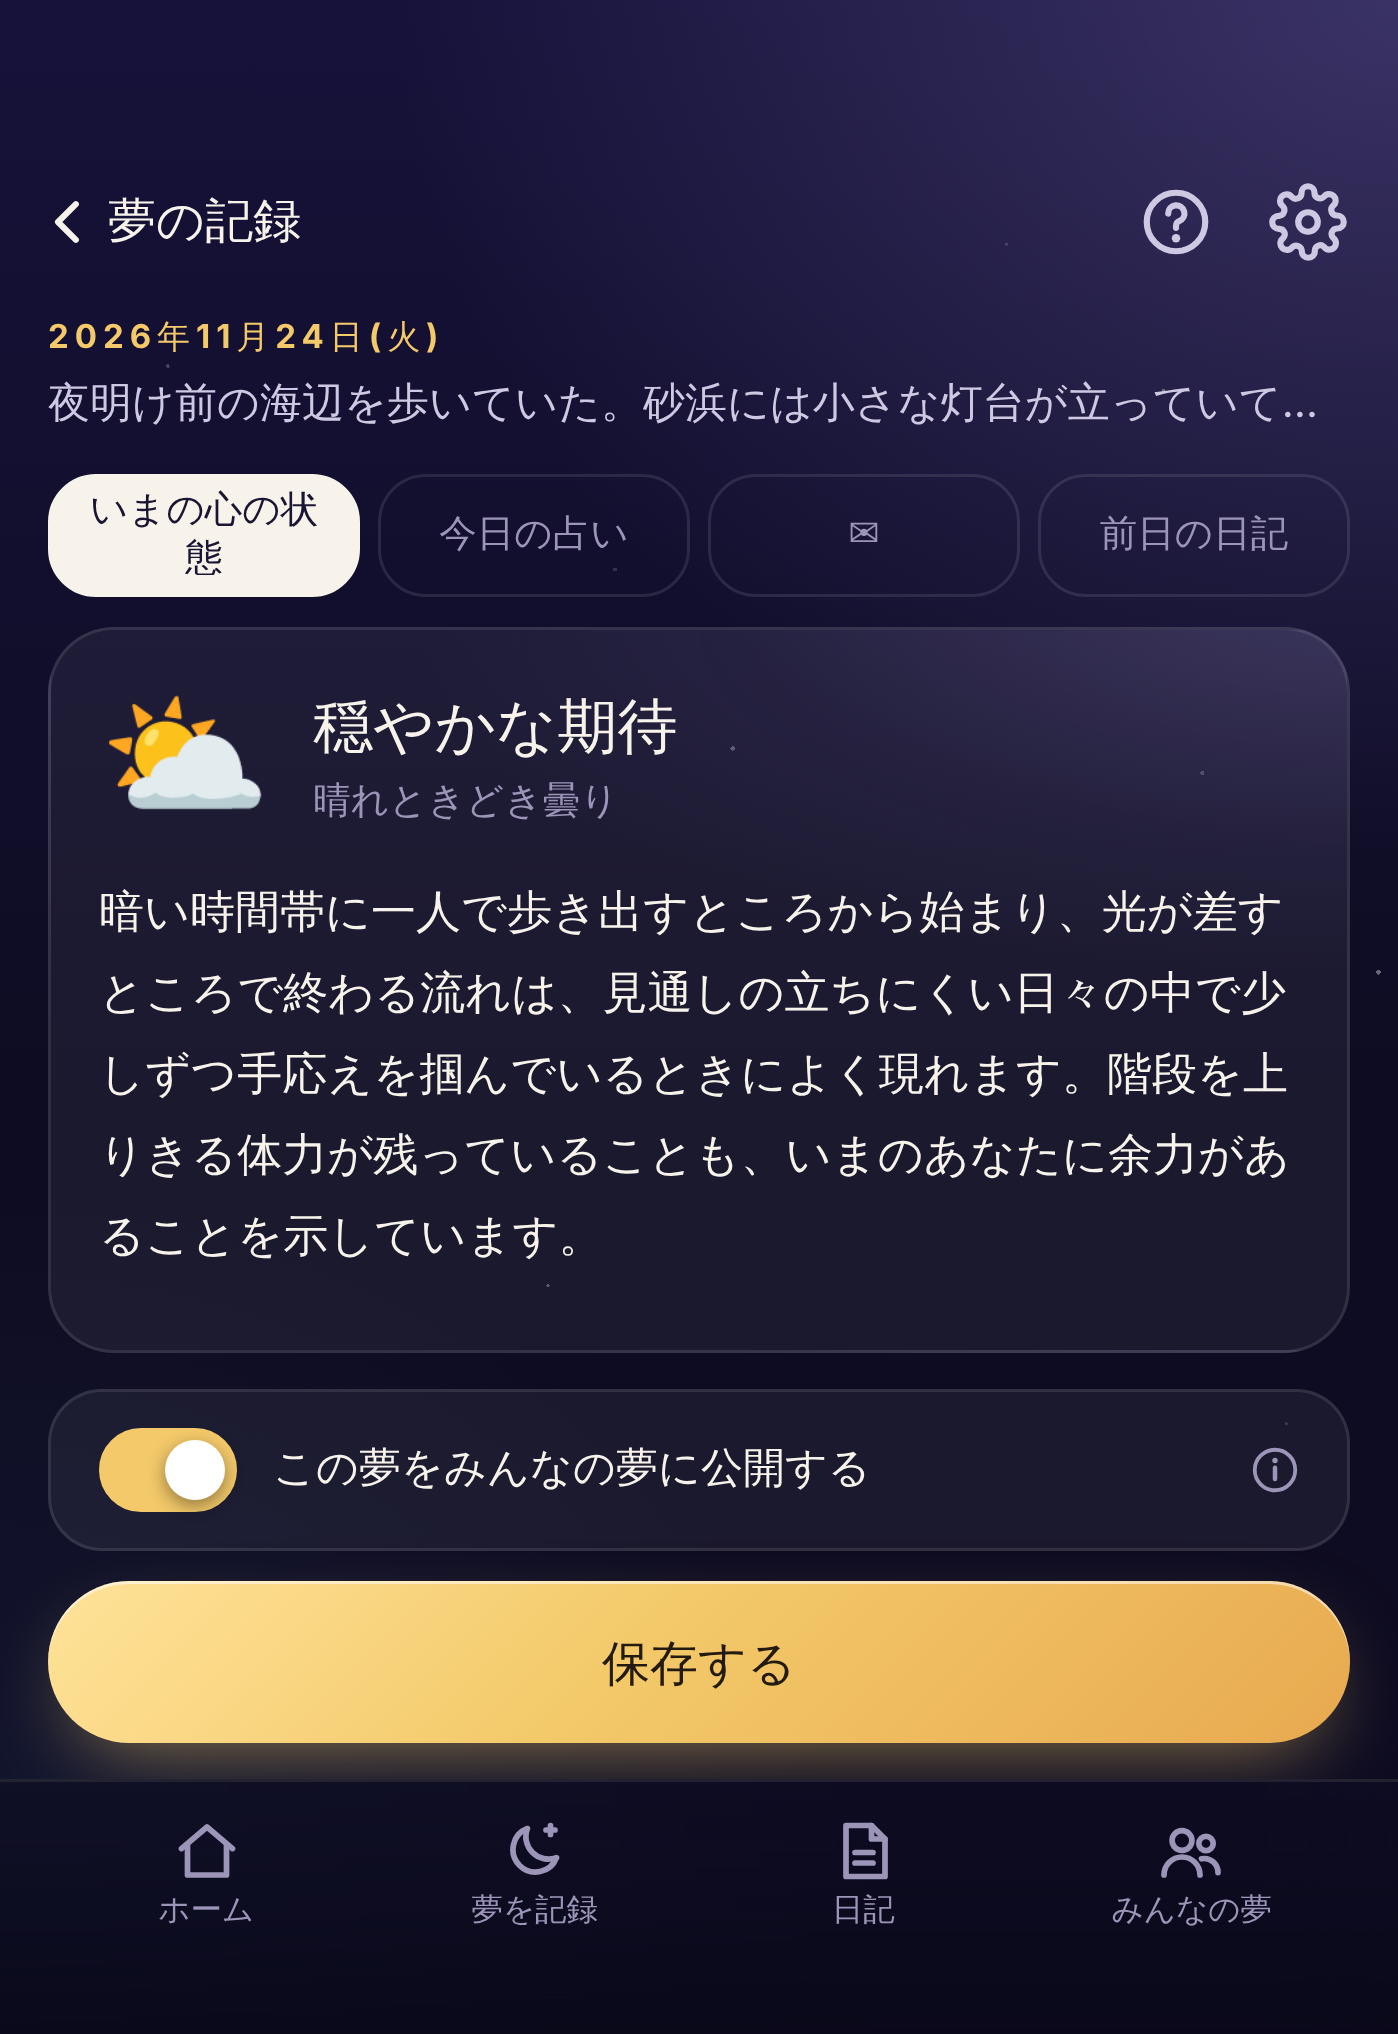 夢の記録
2026年11月24日(火)
夜明け前の海辺を歩いていた。砂浜には小さな灯台が立っていて…
いまの心の状
態
今日の占い
✉
前日の日記
穏やかな期待
晴れときどき曇り
暗い時間帯に一人で歩き出すところから始まり、光が差す
ところで終わる流れは、見通しの立ちにくい日々の中で少
しずつ手応えを掴んでいるときによく現れます。階段を上
りきる体力が残っていることも、いまのあなたに余力があ
ることを示しています。
この夢をみんなの夢に公開する
保存する
ホーム
夢を記録
日記
みんなの夢